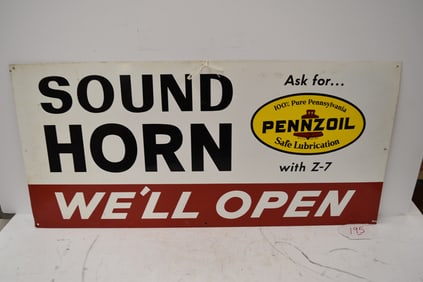 SOUND
HORN
WE'LL OPEN
Ask for...
100% Pure Pennsylvania
PENNZOIL
Safe Lubrication
with Z-7
195